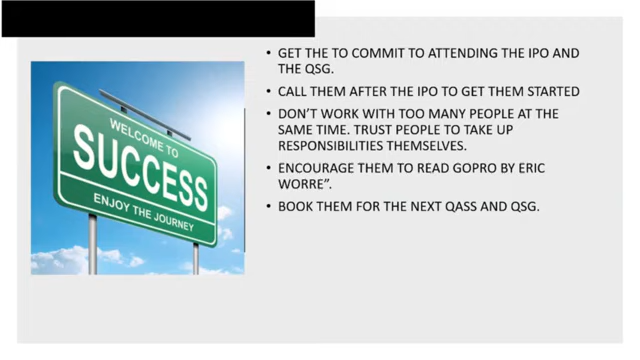 WELCOME TO
SUCCESS
ENJOY THE JOURNEY
• GET THE TO COMMIT TO ATTENDING THE IPO AND
THE QSG.
• CALL THEM AFTER THE IPO TO GET THEM STARTED
• DON'T WORK WITH TOO MANY PEOPLE AT THE
SAME TIME. TRUST PEOPLE TO TAKE UP
RESPONSIBILITIES THEMSELVES.
• ENCOURAGE THEM TO READ GOPRO BY ERIC
WORRE”.
• BOOK THEM FOR THE NEXT QASS AND QSG.